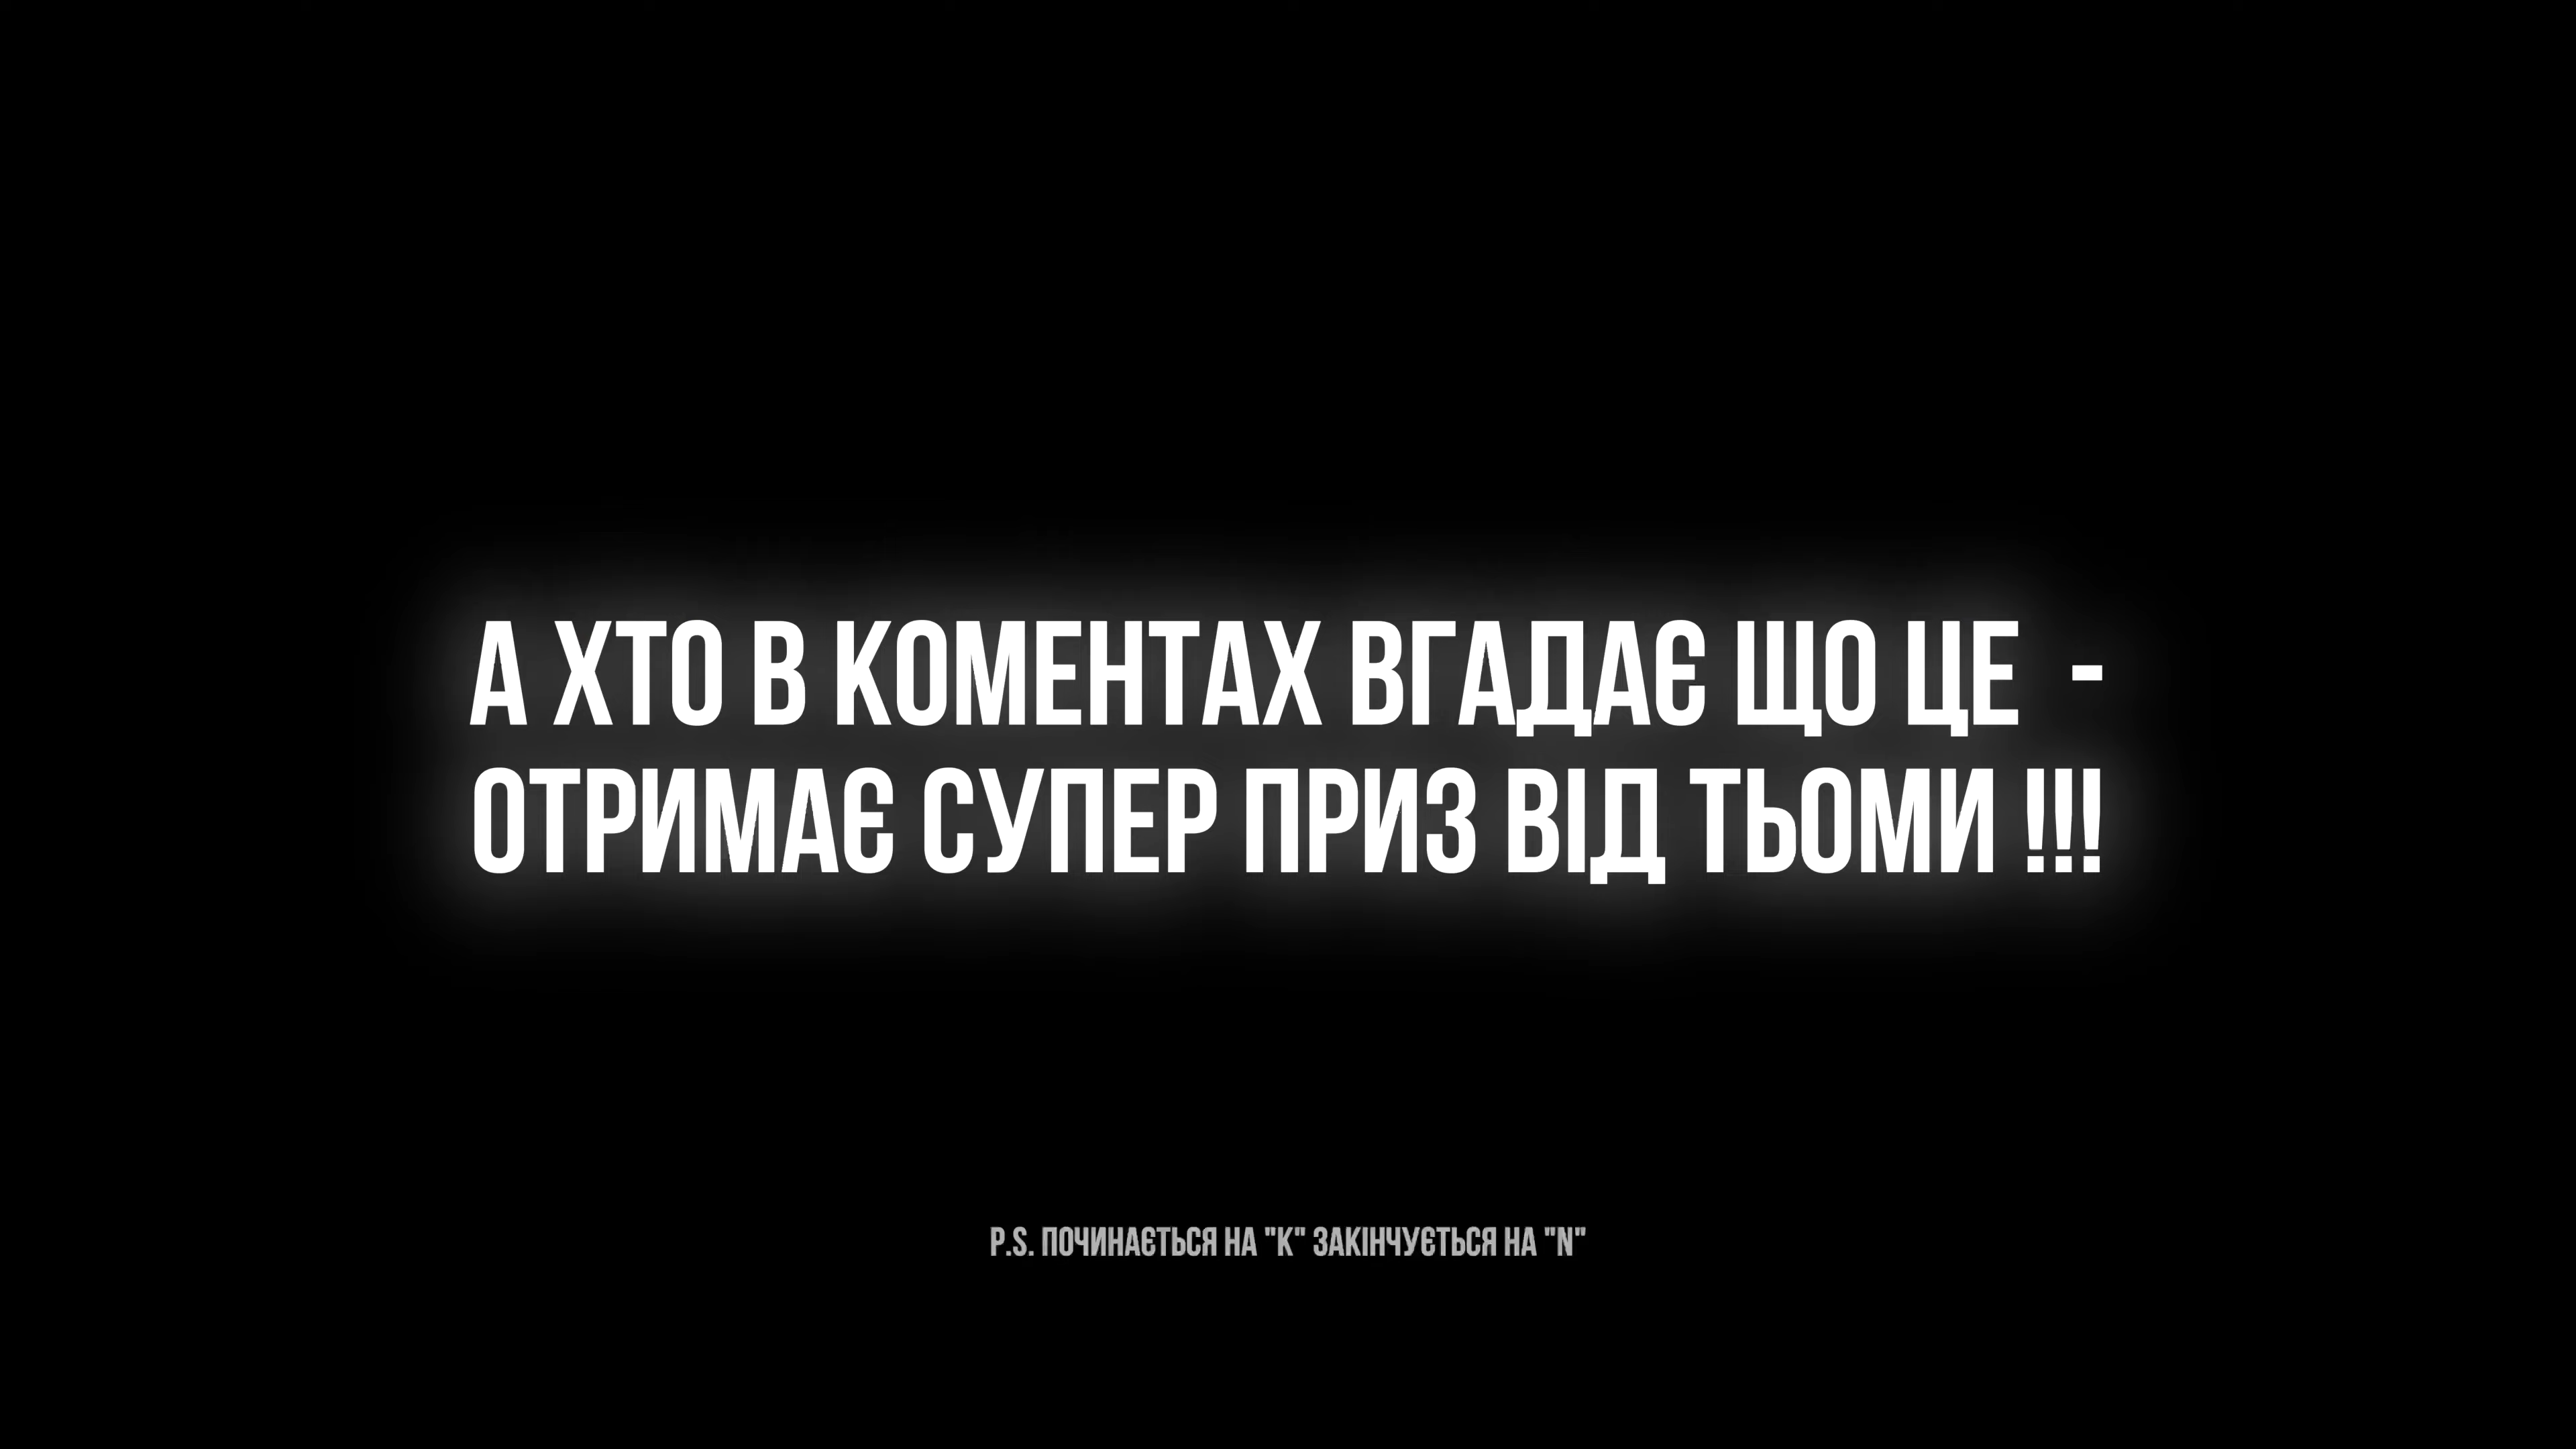 А ХТО В КОМЕНТАХ ВГАДАЄ ЩО ЦЕ -
ОТРИМАЄ СУПЕР ПРИЗ ВІД ТЬОМИ !!!
P.S. ПОЧИНАЄТЬСЯ НА "K" ЗАКІНЧУЄТЬСЯ НА "N"